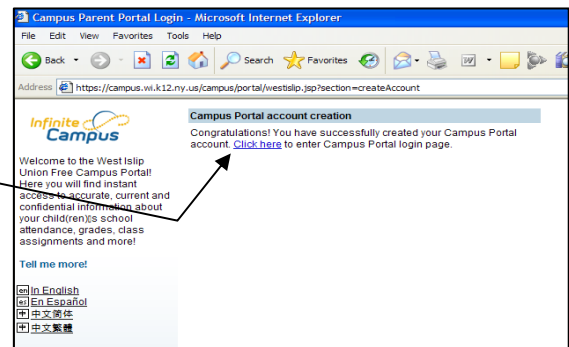 Campus Parent Portal Login - Microsoft Internet Explorer
File Edit View Favorites Tools Help
Back Search Favorites
Address https://campus.wi.k12.ny.us/campus/portal/westislip.jsp?section=createAccount
Infinite
Campus
Welcome to the West Islip
Union Free Campus Portal!
Here you will find instant
access to accurate, current and
confidential information about
your child(ren)[s school
attendance, grades, class
assignments and more!
Tell me more!
en In English
es En Español
中 中文简体
中 中文繁體
Campus Portal account creation
Congratulations! You have successfully created your Campus Portal
account. Click here to enter Campus Portal login page.